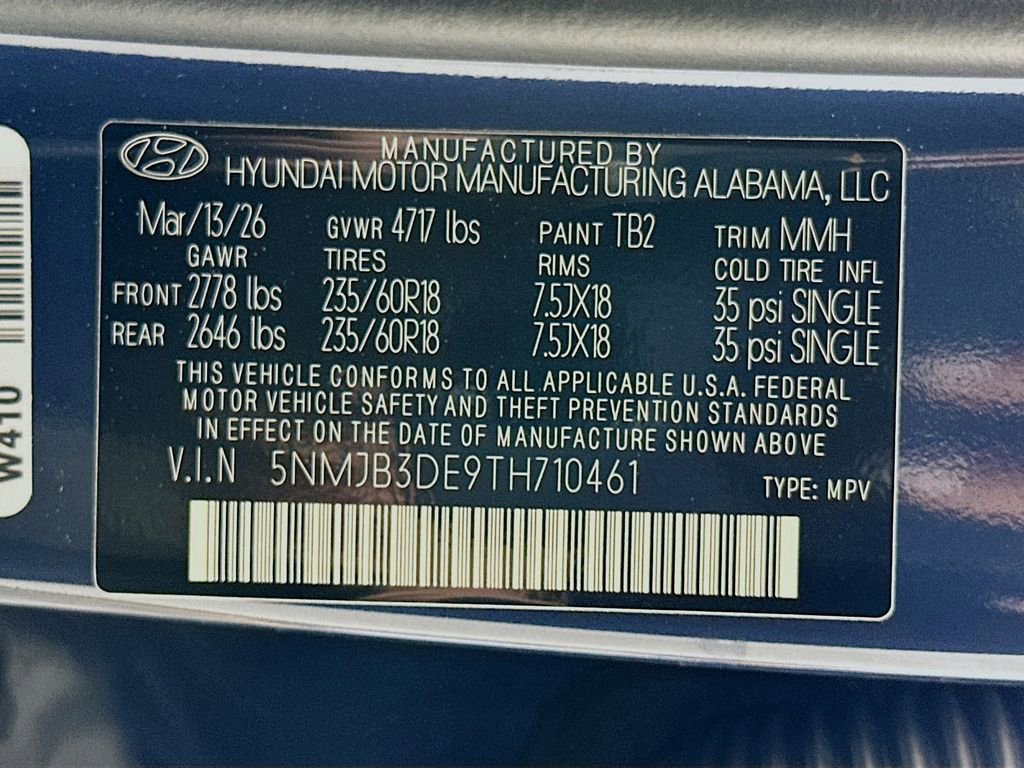 MANUFACTURED BY
HYUNDAI MOTOR MANUFACTURING ALABAMA, LLC
Mar/13/26 GVWR 4717 lbs PAINT TB2 TRIM MMH
GAWR TIRES RIMS COLD TIRE INFL
FRONT 2778 lbs 235/60R18 7.5JX18 35 psi SINGLE
REAR 2646 lbs 235/60R18 7.5JX18 35 psi SINGLE
THIS VEHICLE CONFORMS TO ALL APPLICABLE U.S.A. FEDERAL
MOTOR VEHICLE SAFETY AND THEFT PREVENTION STANDARDS
IN EFFECT ON THE DATE OF MANUFACTURE SHOWN ABOVE
V.I.N 5NMJB3DE9TH710461 TYPE: MPV
W410